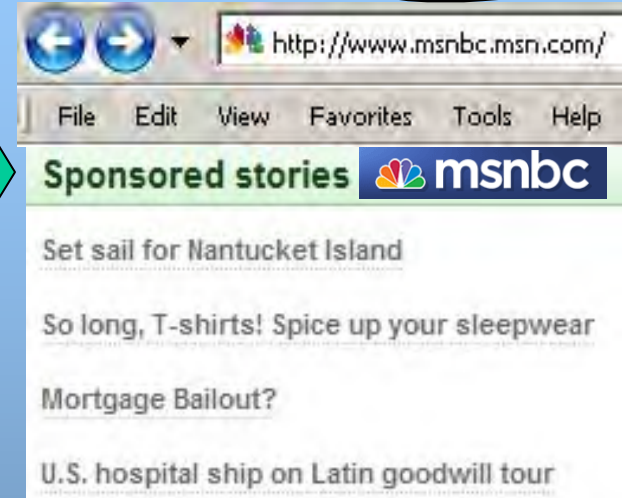 http://www.msnbc.msn.com/
File Edit View Favorites Tools Help
Sponsored stories msnbc
Set sail for Nantucket Island
So long, T-shirts! Spice up your sleepwear
Mortgage Bailout?
U.S. hospital ship on Latin goodwill tour